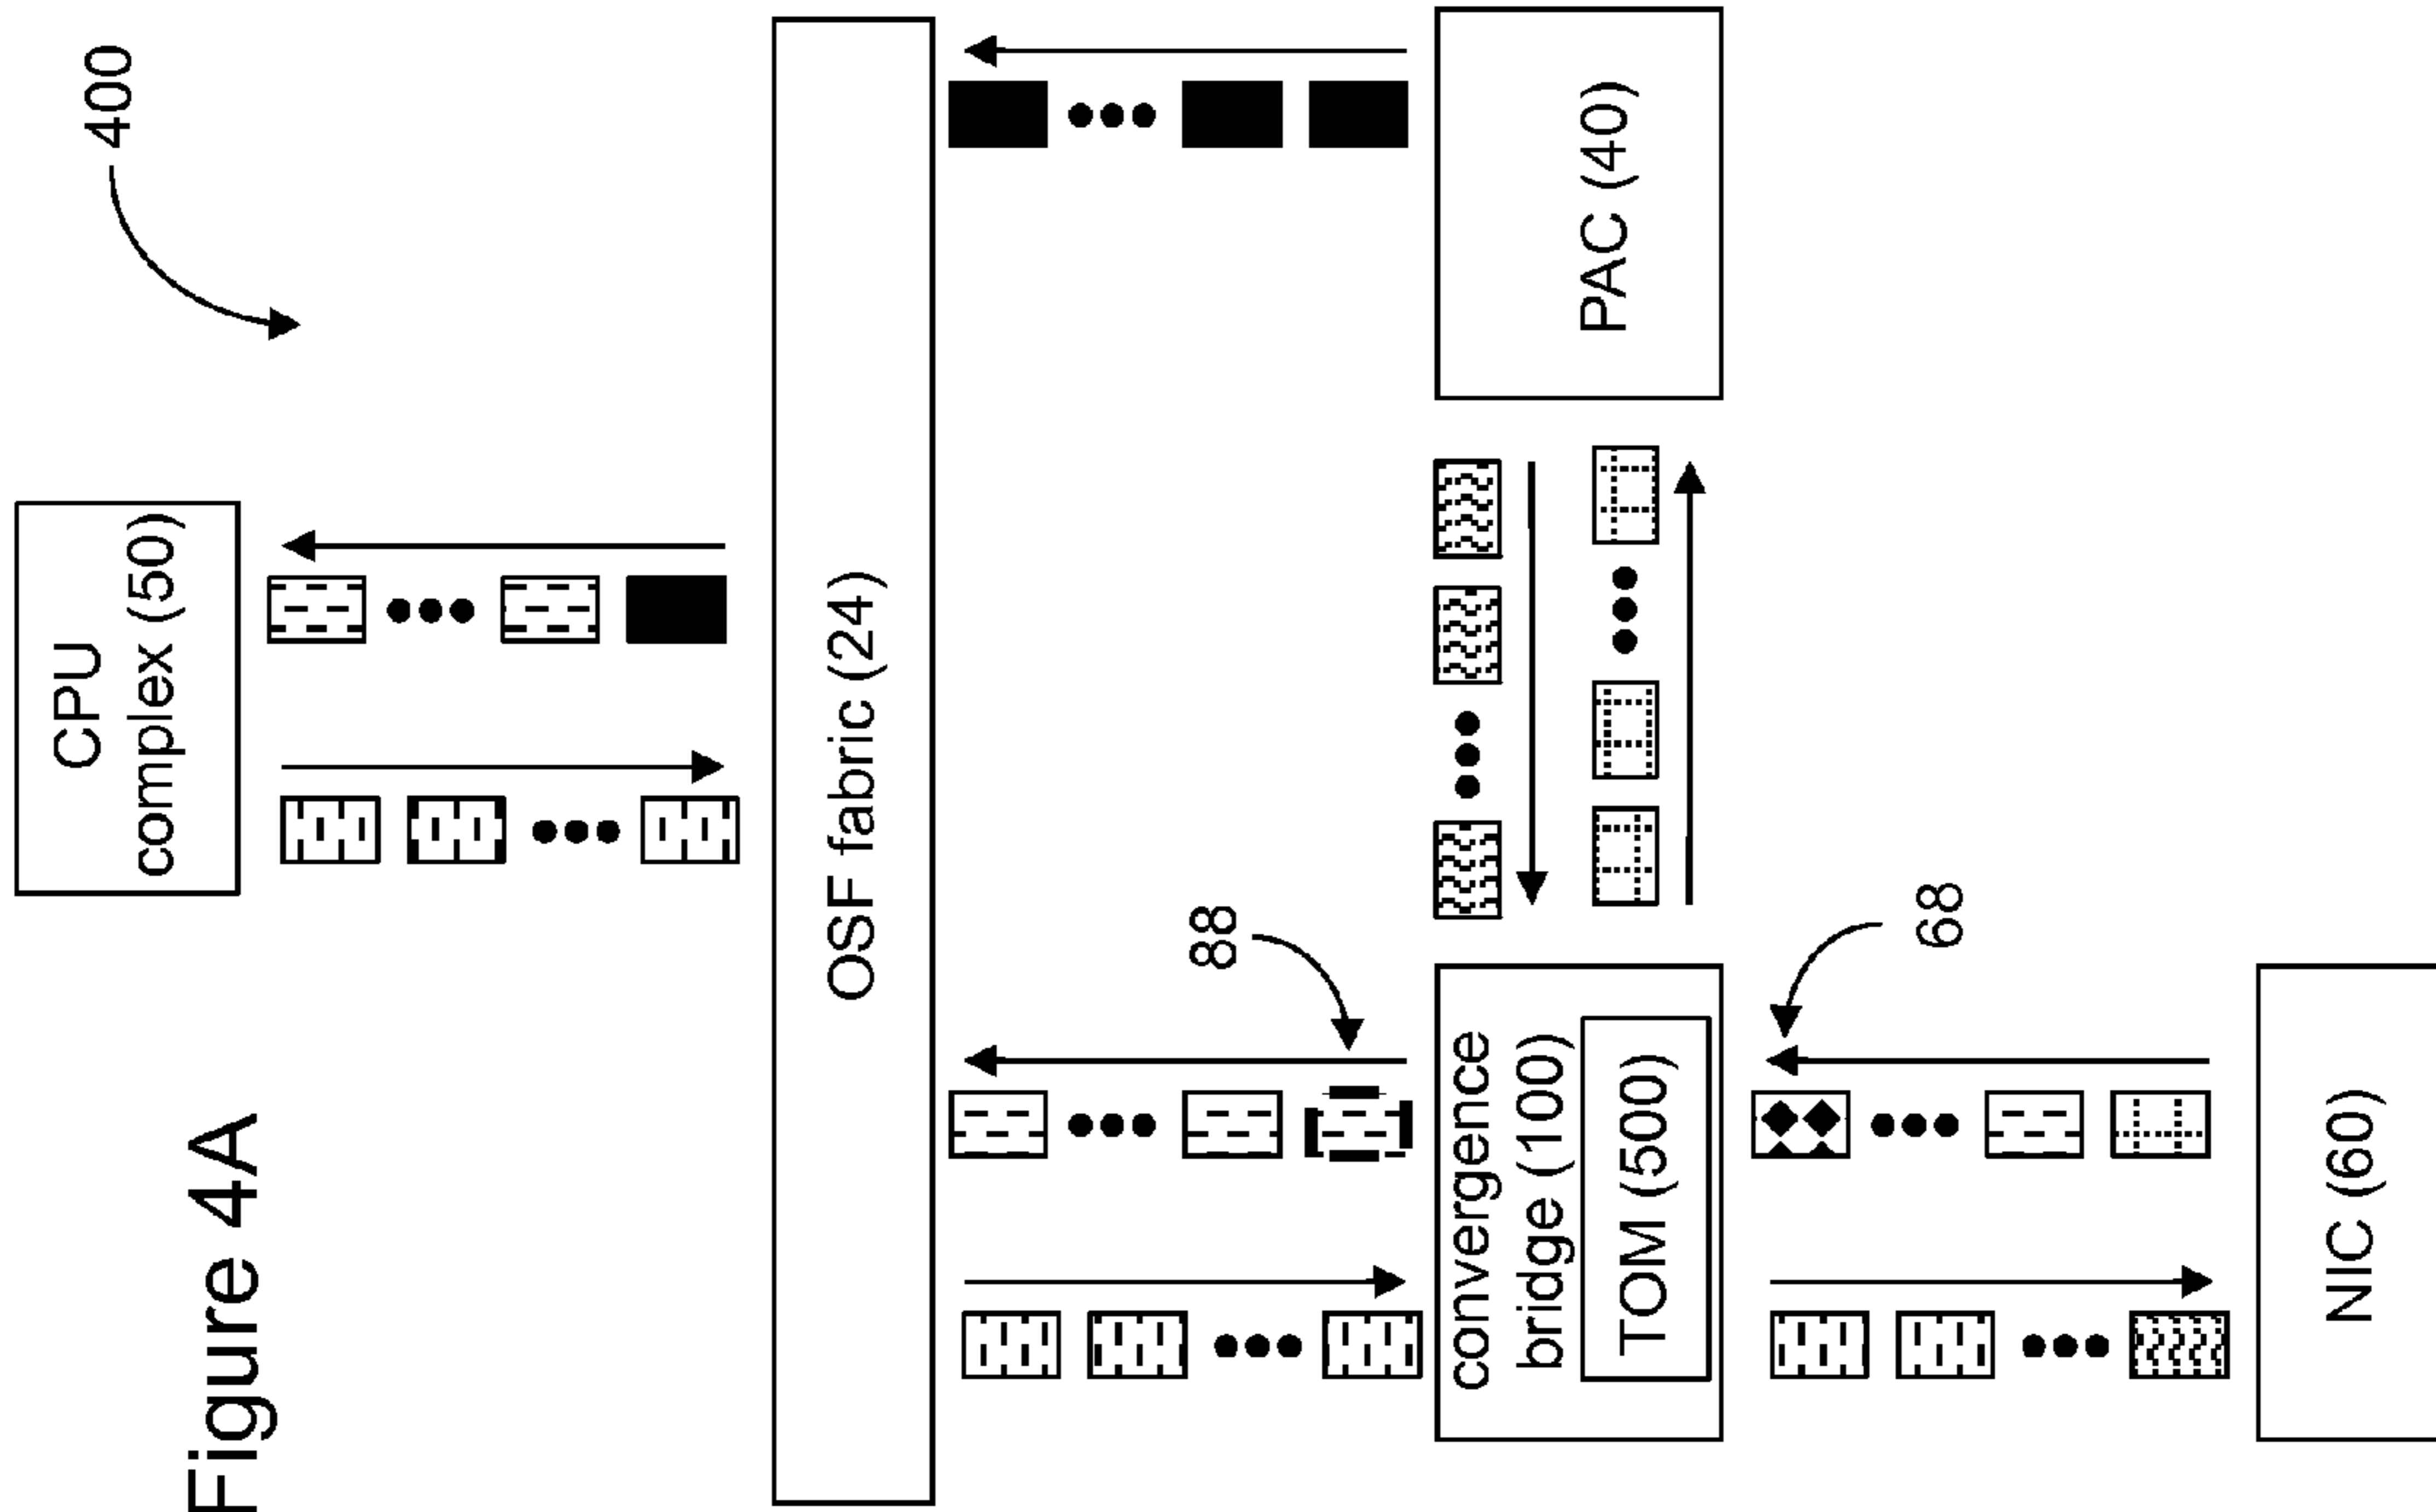 Figure 4A
400
CPU
complex (50)
OSF fabric (24)
88
convergence
bridge (100)
TOM (500)
PAC (40)
68
NIC (60)